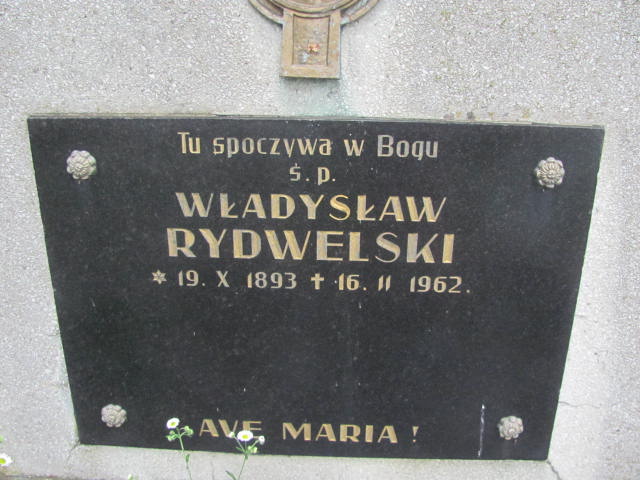 Tu spoczywa w Bogu
ś. p.
WŁADYSŁAW
RYDWELSKI
* 19. X 1893 ✝ 16. II 1962.
AVE MARIA !